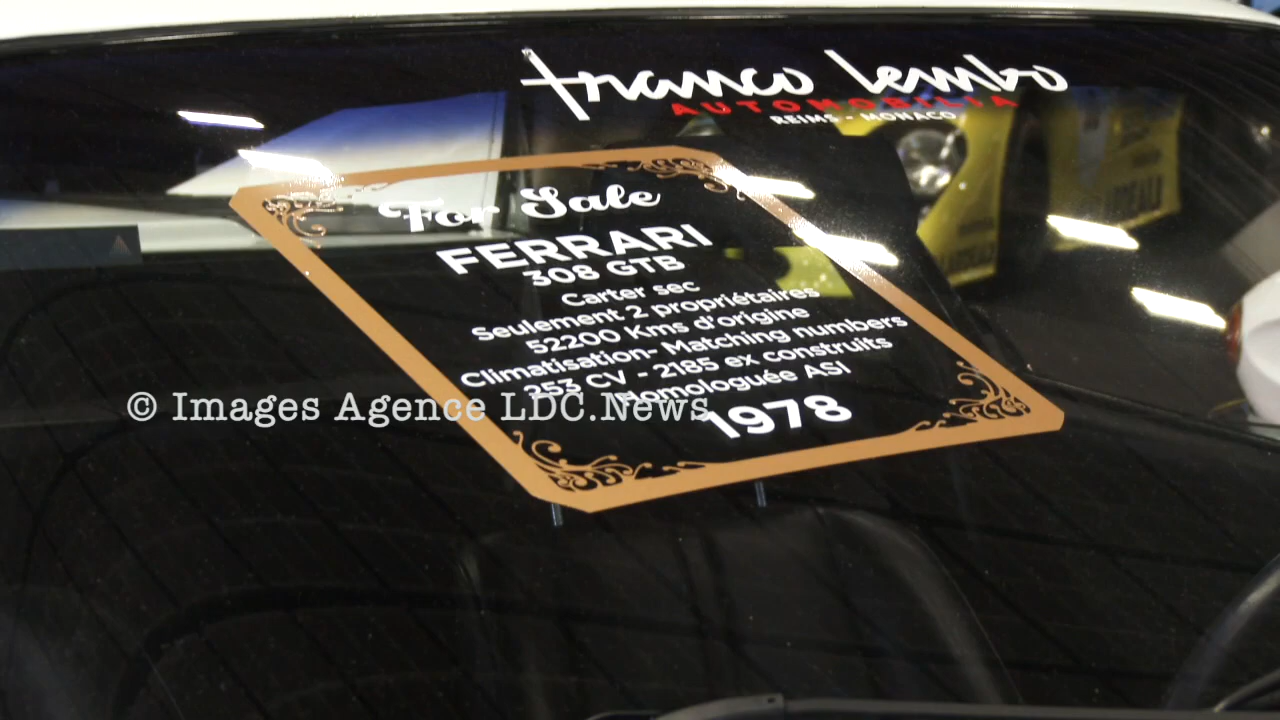 franco lembo
AUTOMOBILIA
REIMS - MONACO
For Sale
FERRARI
308 GTB
Carter sec
Seulement 2 propriétaires
52200 Kms d'origine
Climatisation- Matching numbers
253 CV - 2185 ex construits
Homologuée ASI
1978
© Images Agence LDC.News